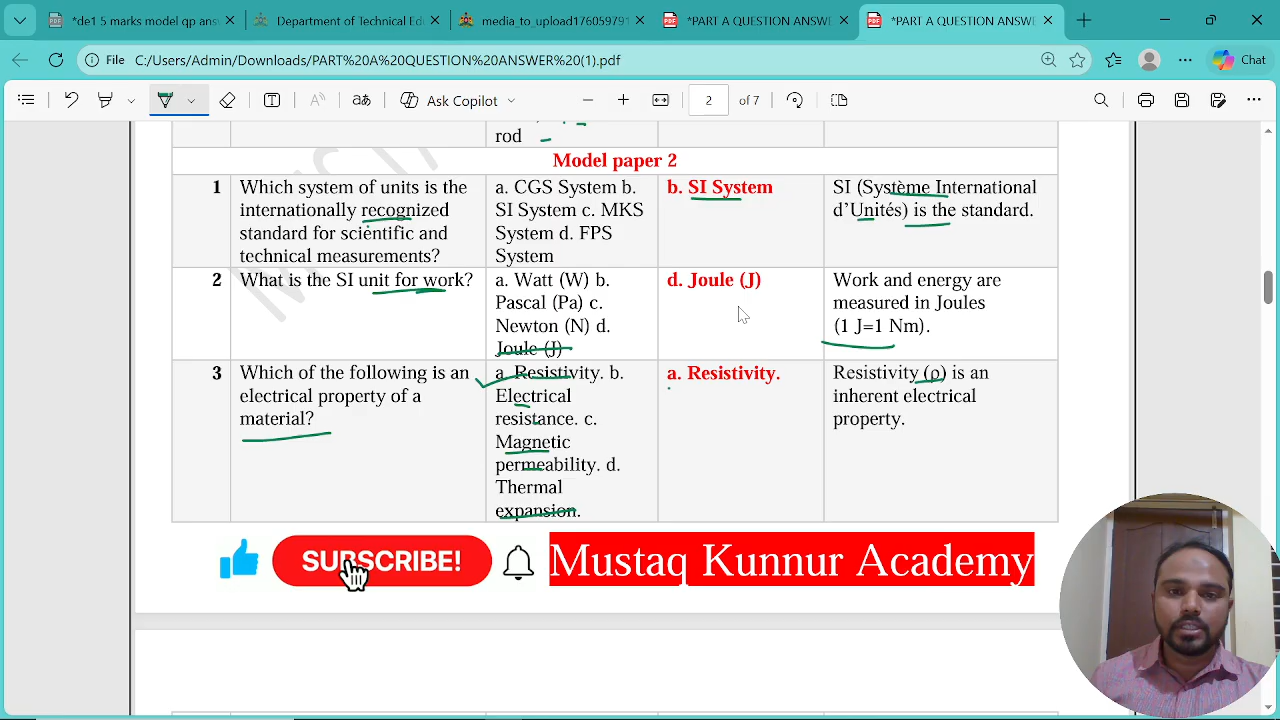 *de1 5 marks model qp ans
Department of Technical Edu
media_to_upload1760597 91
*PART A QUESTION ANSWE
*PART A QUESTION ANSWE
File C:/Users/Admin/Downloads/PART%20A%20QUESTION%20ANSWER%20(1).pdf
Chat
Ask Copilot
2 of 7
rod
Model paper 2
1
Which system of units is the
internationally recognized
standard for scientific and
technical measurements?
a. CGS System b.
SI System c. MKS
System d. FPS
System
b. SI System
SI (Système International
d’Unités) is the standard.
2
What is the SI unit for work?
a. Watt (W) b.
Pascal (Pa) c.
Newton (N) d.
Joule (J)
d. Joule (J)
Work and energy are
measured in Joules
(1 J=1 Nm).
3
Which of the following is an
electrical property of a
material?
a. Resistivity. b.
Electrical
resistance. c.
Magnetic
permeability. d.
Thermal
expansion.
a. Resistivity.
Resistivity (ρ) is an
inherent electrical
property.
SUBSCRIBE!
Mustaq Kunnur Academy